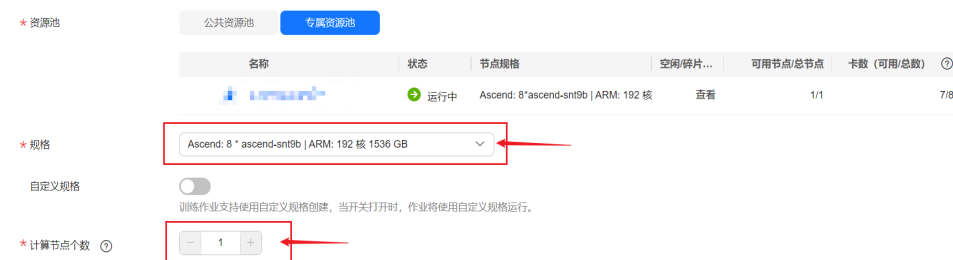 * 资源池 公共资源池 专属资源池
名称 状态 节点规格 空闲/碎片... 可用节点/总节点 卡数（可用/总数） ?
运行中 Ascend: 8*ascend-snt9b | ARM: 192 核 查看 1/1 7/8
* 规格 Ascend: 8 * ascend-snt9b | ARM: 192 核 1536 GB
自定义规格
训练作业支持使用自定义规格创建，当开关打开时，作业将使用自定义规格运行。
* 计算节点个数 ? − 1 +